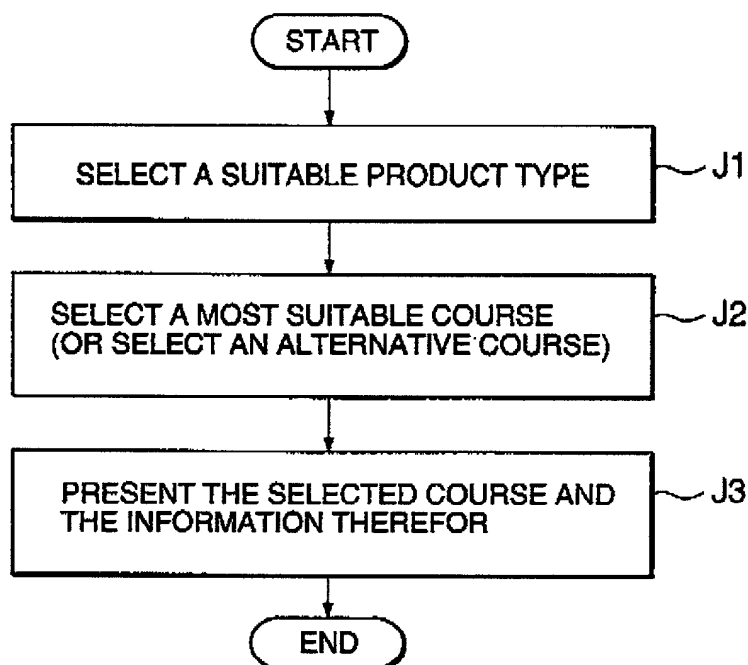 START
SELECT A SUITABLE PRODUCT TYPE
J1
SELECT A MOST SUITABLE COURSE
(OR SELECT AN ALTERNATIVE COURSE)
J2
PRESENT THE SELECTED COURSE AND
THE INFORMATION THEREFOR
J3
END